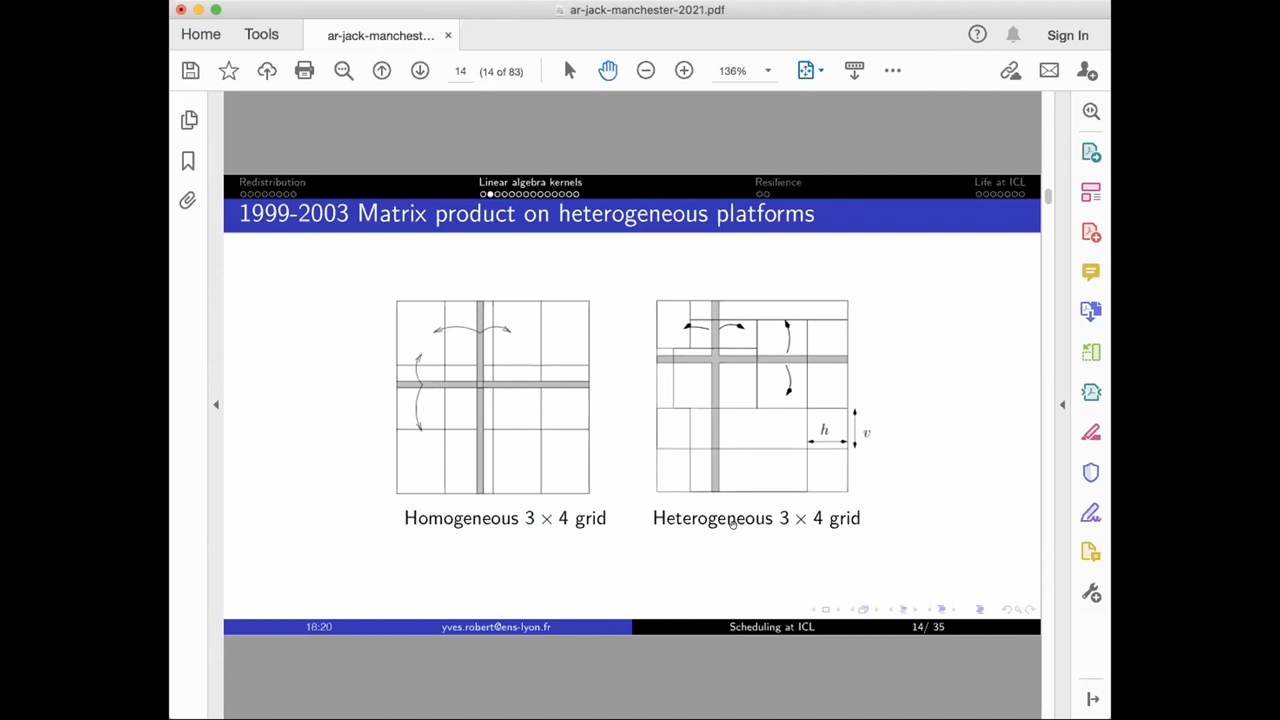 ar-jack-manchester-2021.pdf
Home Tools ar-jack-manchest... × Sign In
14 (14 of 83) 136%
Redistribution Linear algebra kernels Resilience Life at ICL
1999-2003 Matrix product on heterogeneous platforms
h v
Homogeneous 3 × 4 grid Heterogeneous 3 × 4 grid
18:20 yves.robert@ens-lyon.fr Scheduling at ICL 14/ 35